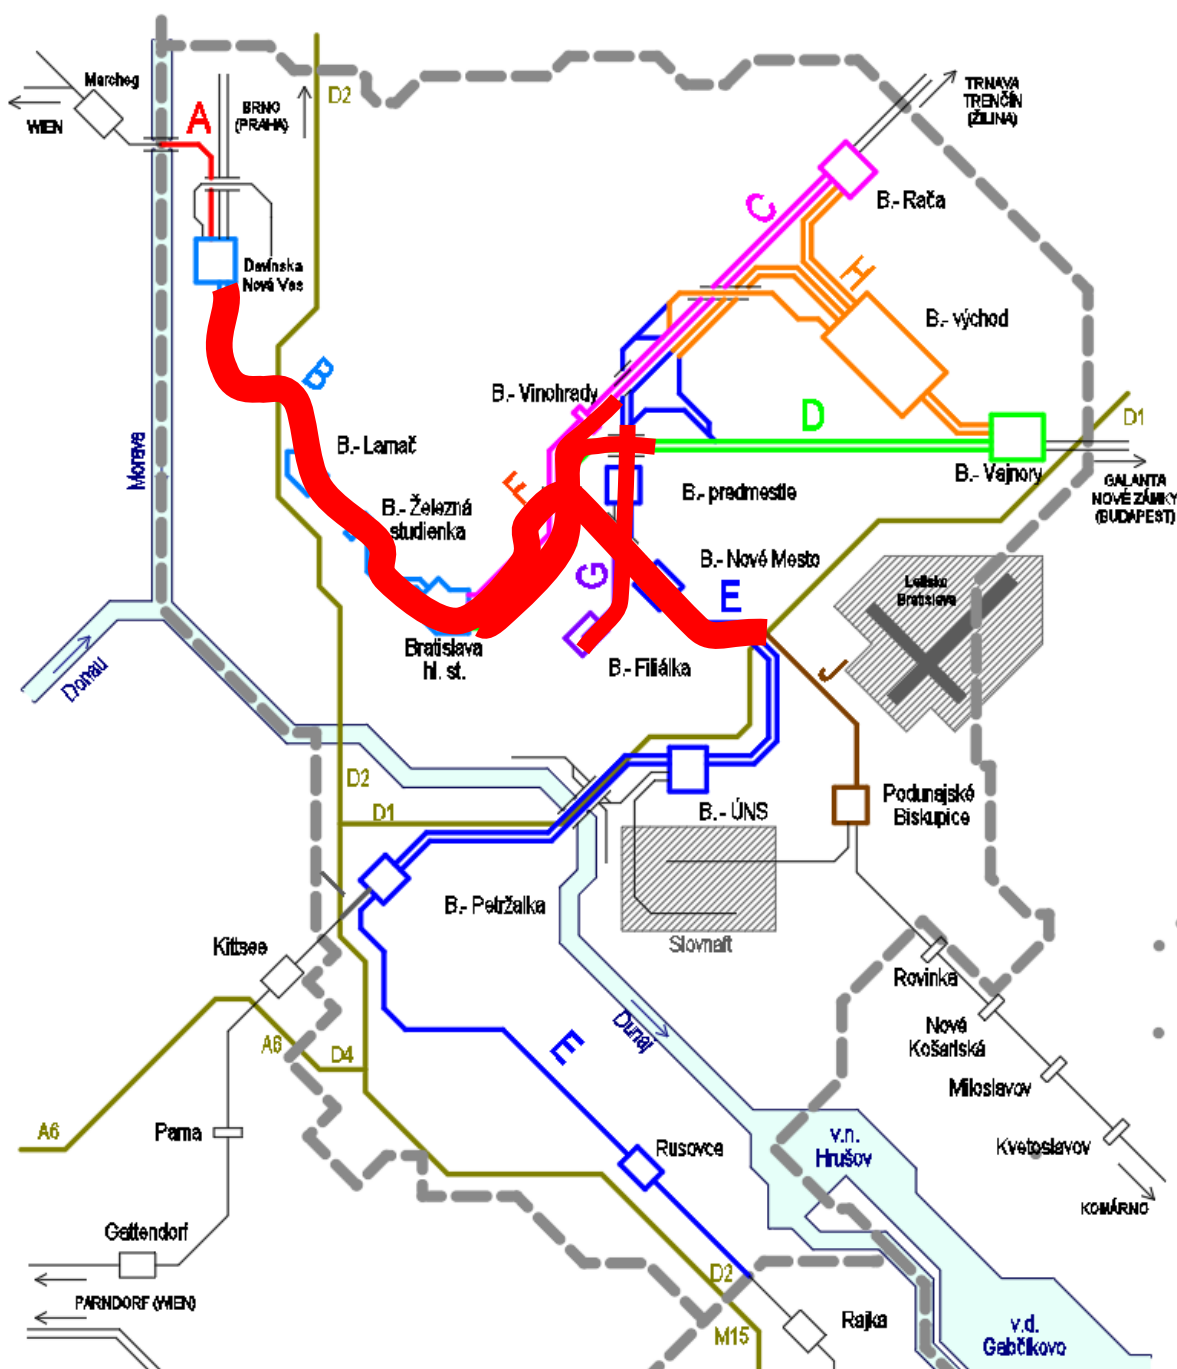 Marcheg
WIEN
A
BRNO
(PRAHA)
D2
TRNAVA
TRENČÍN
(ŽILINA)
C
B.- Rača
Devínska
Nová Ves
H
B.- východ
B
B.- Vinohrady
D
D1
B.- Lamač
Morava
B.- Vajnory
GALANTA
NOVÉ ZÁMKY
(BUDAPEST)
F
B.- predmestie
B.- Železná
studienka
B.- Nové Mesto
G
E
Letisko
Bratislava
Bratislava
hl. st.
B.- Filiálka
J
Donau
D2
D1
B.- ÚNS
Podunajské
Biskupice
B.- Petržalka
Slovnaft
Kittsee
Rovinka
Dunaj
Nové
Košariská
A6
D4
E
Miloslavov
A6
Pama
v.n.
Hrušov
Kvetoslavov
Rusovce
KOMÁRNO
Gattendorf
D2
PARNDORF (WIEN)
M15
Rajka
v.d.
Gabčíkovo